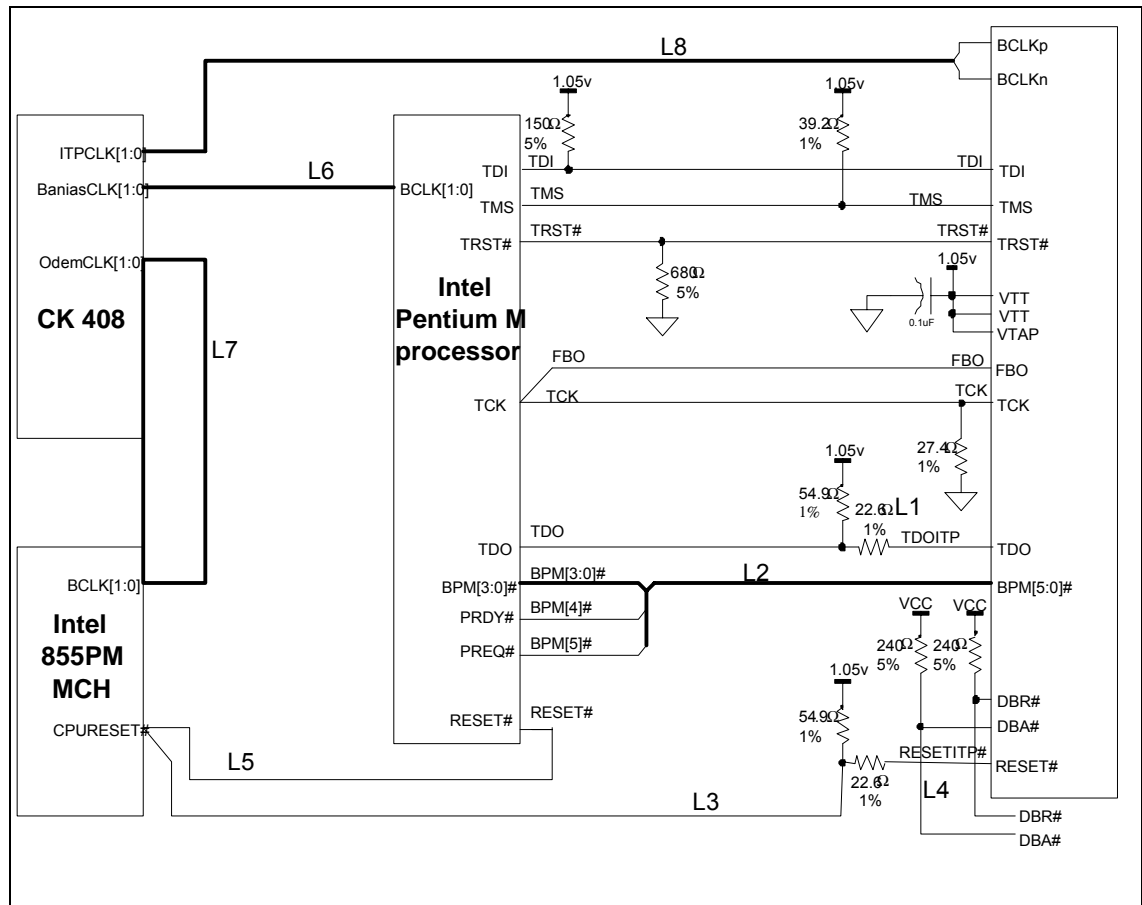 L8
BCLKp
BCLKn
1.05v
1.05v
150Ω
5%
39.2Ω
1%
ITPCLK[1:0]
BaniasCLK[1:0]
L6
BCLK[1:0]
TDI
TDI
TDI
TDI
TMS
TMS
TMS
TMS
TRST#
TRST#
TRST#
TRST#
OdemCLK[1:0]
CK 408
L7
Intel
Pentium M
processor
680Ω
5%
1.05v
0.1uF
VTT
VTT
VTAP
FBO
FBO
FBO
TCK
TCK
TCK
TCK
27.4Ω
1%
1.05v
54.9Ω
1%
22.6Ω
1%
L1
TDO
TDO
TDOITP
TDO
BCLK[1:0]
BPM[3:0]#
BPM[3:0]#
L2
BPM[5:0]#
PRDY#
BPM[4]#
PREQ#
BPM[5]#
VCC
VCC
240Ω
5%
240Ω
5%
Intel
855PM
MCH
CPURESET#
RESET#
RESET#
1.05v
54.9Ω
1%
22.6Ω
1%
DBR#
DBA#
RESETITP#
RESET#
L5
L3
L4
DBR#
DBA#